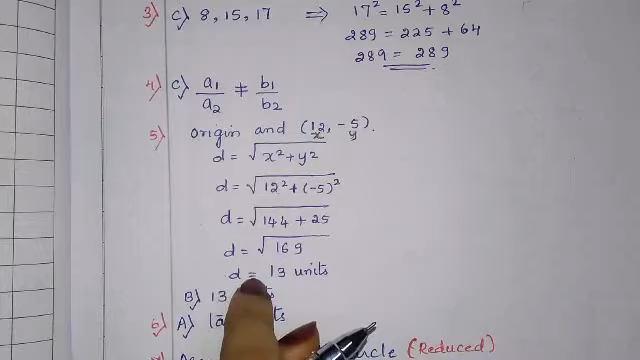 3) C) 8, 15, 17 ⇒ 17² = 15² + 8²
289 = 225 + 64
289 = 289
4) C) a₁/a₂ ≠ b₁/b₂
5) Origin and (12, -5).
x y
d = √x² + y²
d = √12² + (-5)²
d = √144 + 25
d = √169
d = 13 units
B) 13
6) A)
(Reduced)